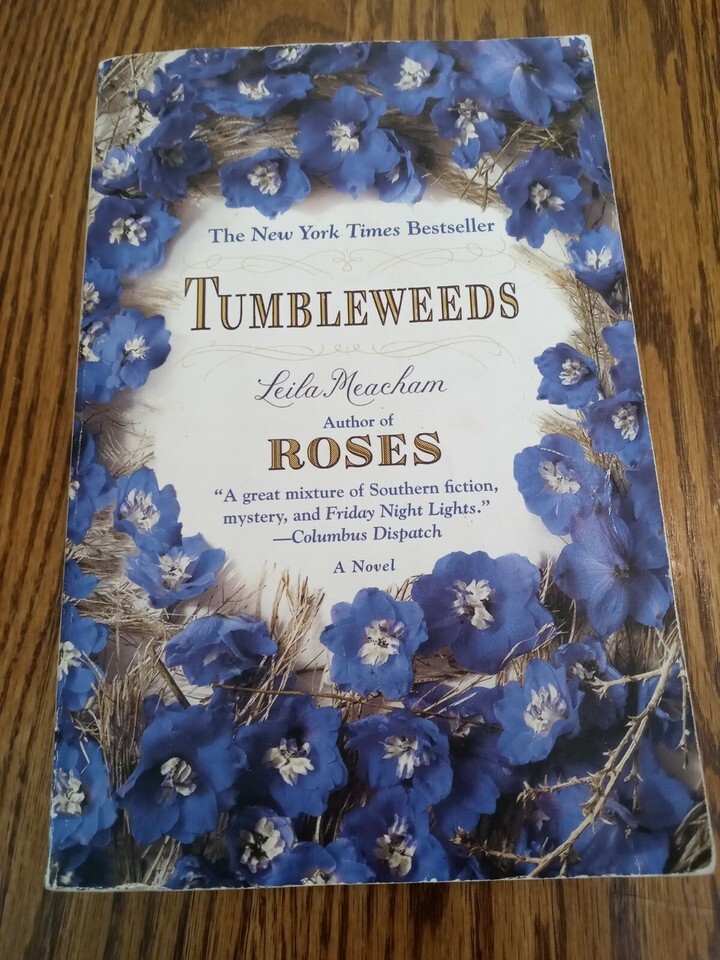 The New York Times Bestseller
TUMBLEWEEDS
Leila Meacham
Author of
ROSES
“A great mixture of Southern fiction,
mystery, and Friday Night Lights.”
—Columbus Dispatch
A Novel